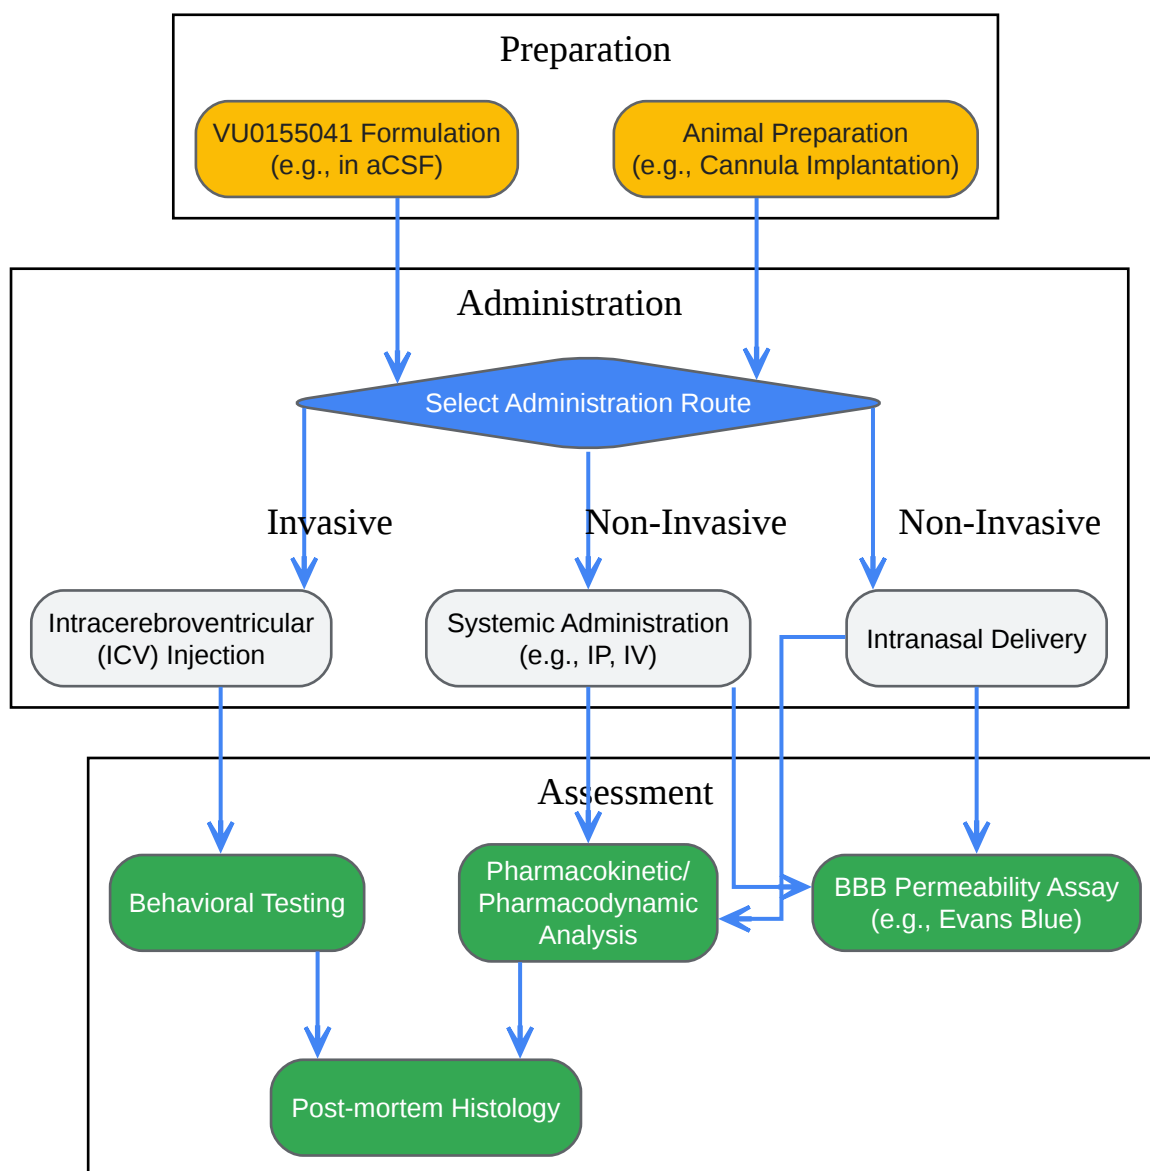 Preparation
VU0155041 Formulation
(e.g., in aCSF)
Animal Preparation
(e.g., Cannula Implantation)
Administration
Select Administration Route
Invasive
Non-Invasive
Non-Invasive
Intracerebroventricular
(ICV) Injection
Systemic Administration
(e.g., IP, IV)
Intranasal Delivery
Assessment
Behavioral Testing
Pharmacokinetic/
Pharmacodynamic
Analysis
BBB Permeability Assay
(e.g., Evans Blue)
Post-mortem Histology